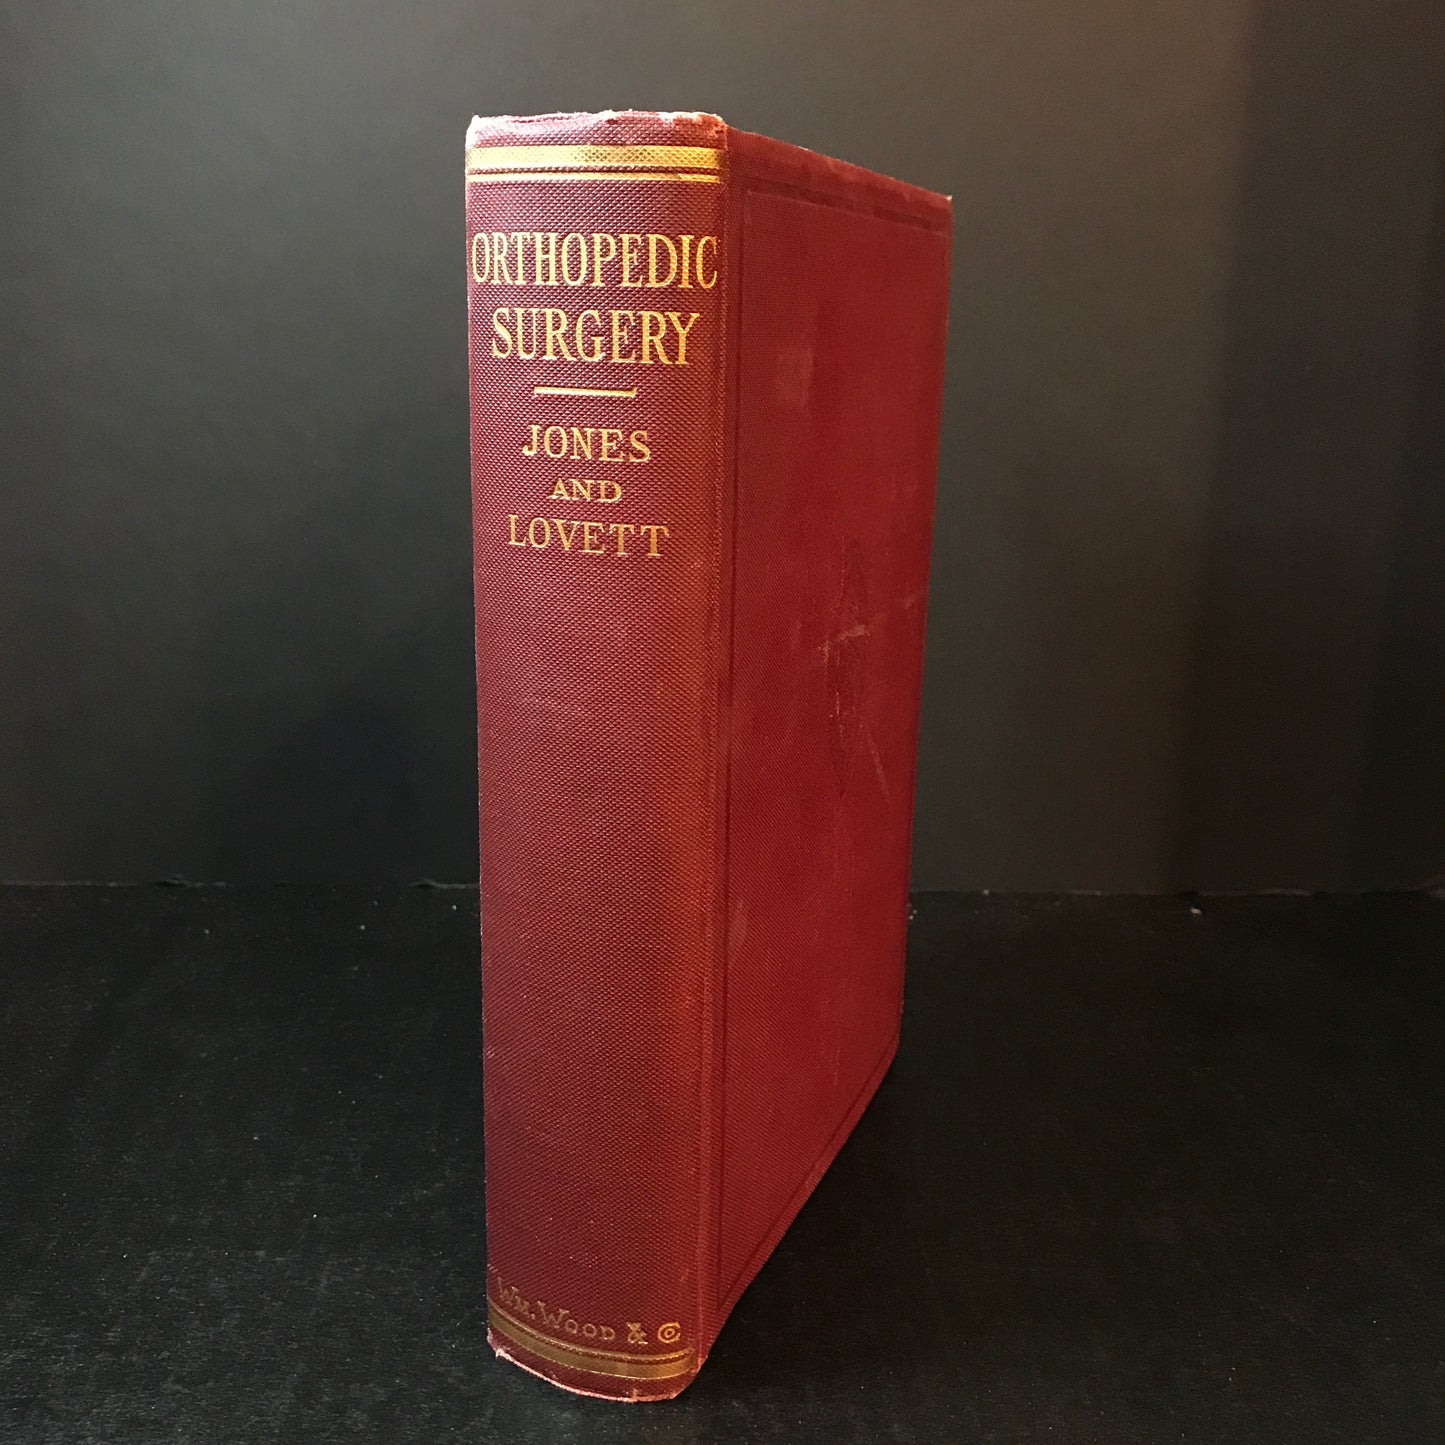 ORTHOPEDIC
SURGERY
JONES
AND
LOVETT
WM. WOOD & CO